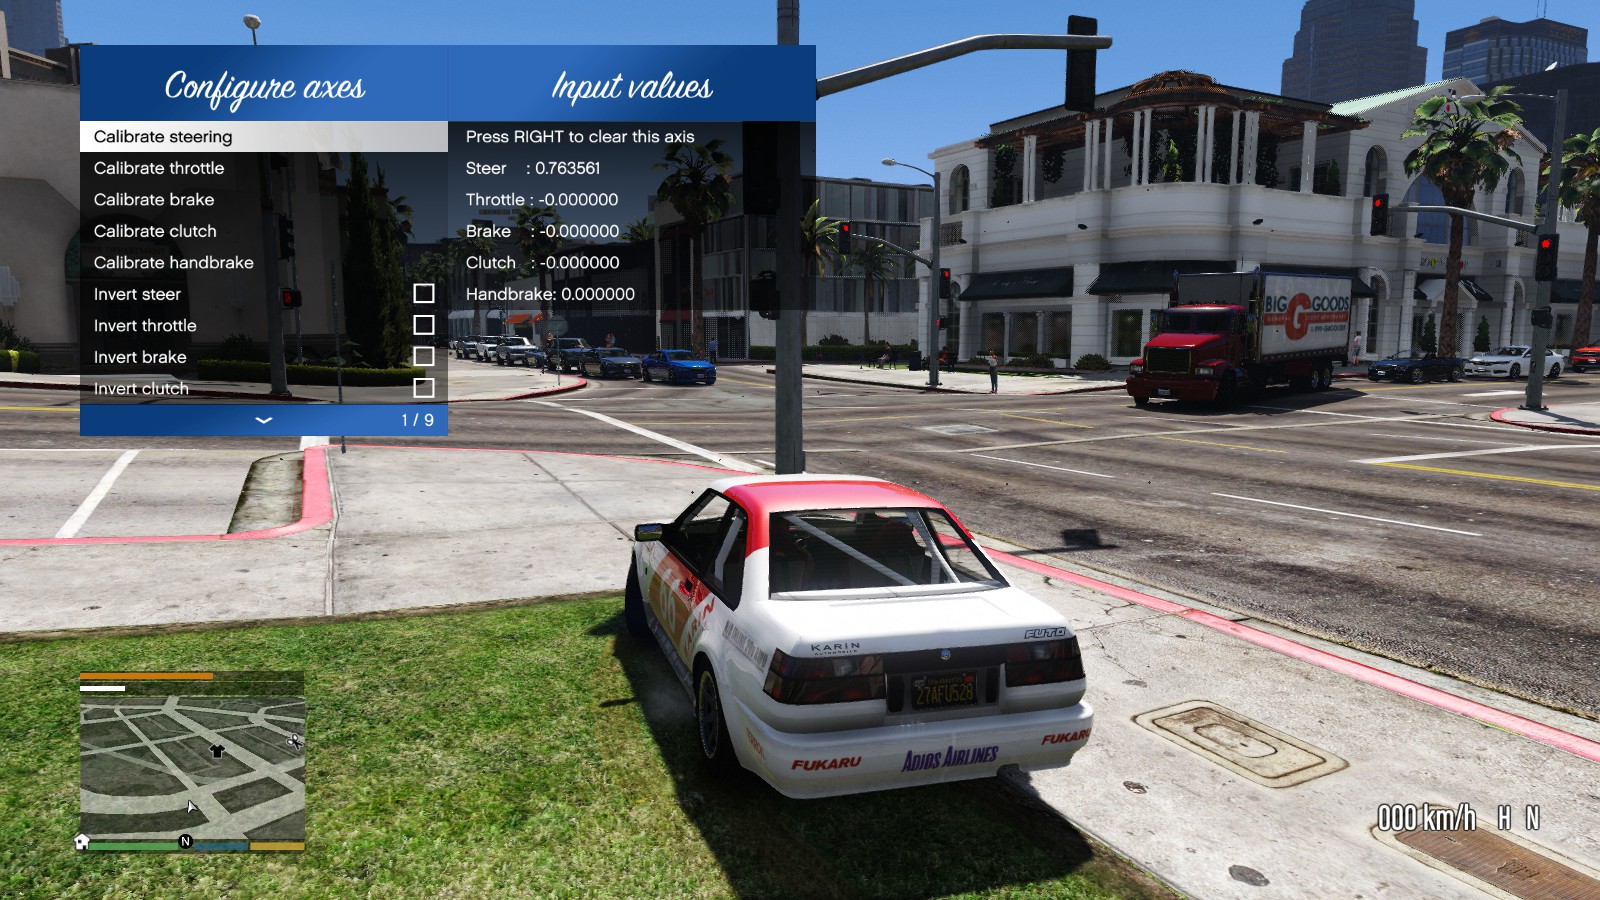 Configure axes
Input values
Calibrate steering
Calibrate throttle
Calibrate brake
Calibrate clutch
Calibrate handbrake
Invert steer
Invert throttle
Invert brake
Invert clutch
1 / 9
Press RIGHT to clear this axis
Steer : 0.763561
Throttle : -0.000000
Brake : -0.000000
Clutch : -0.000000
Handbrake: 0.000000
BIG G GOODS
KARIN
FUTO
27AFU528
FUKARU
ADIOS AIRLINES
FUKARU
N
000 km/h H N